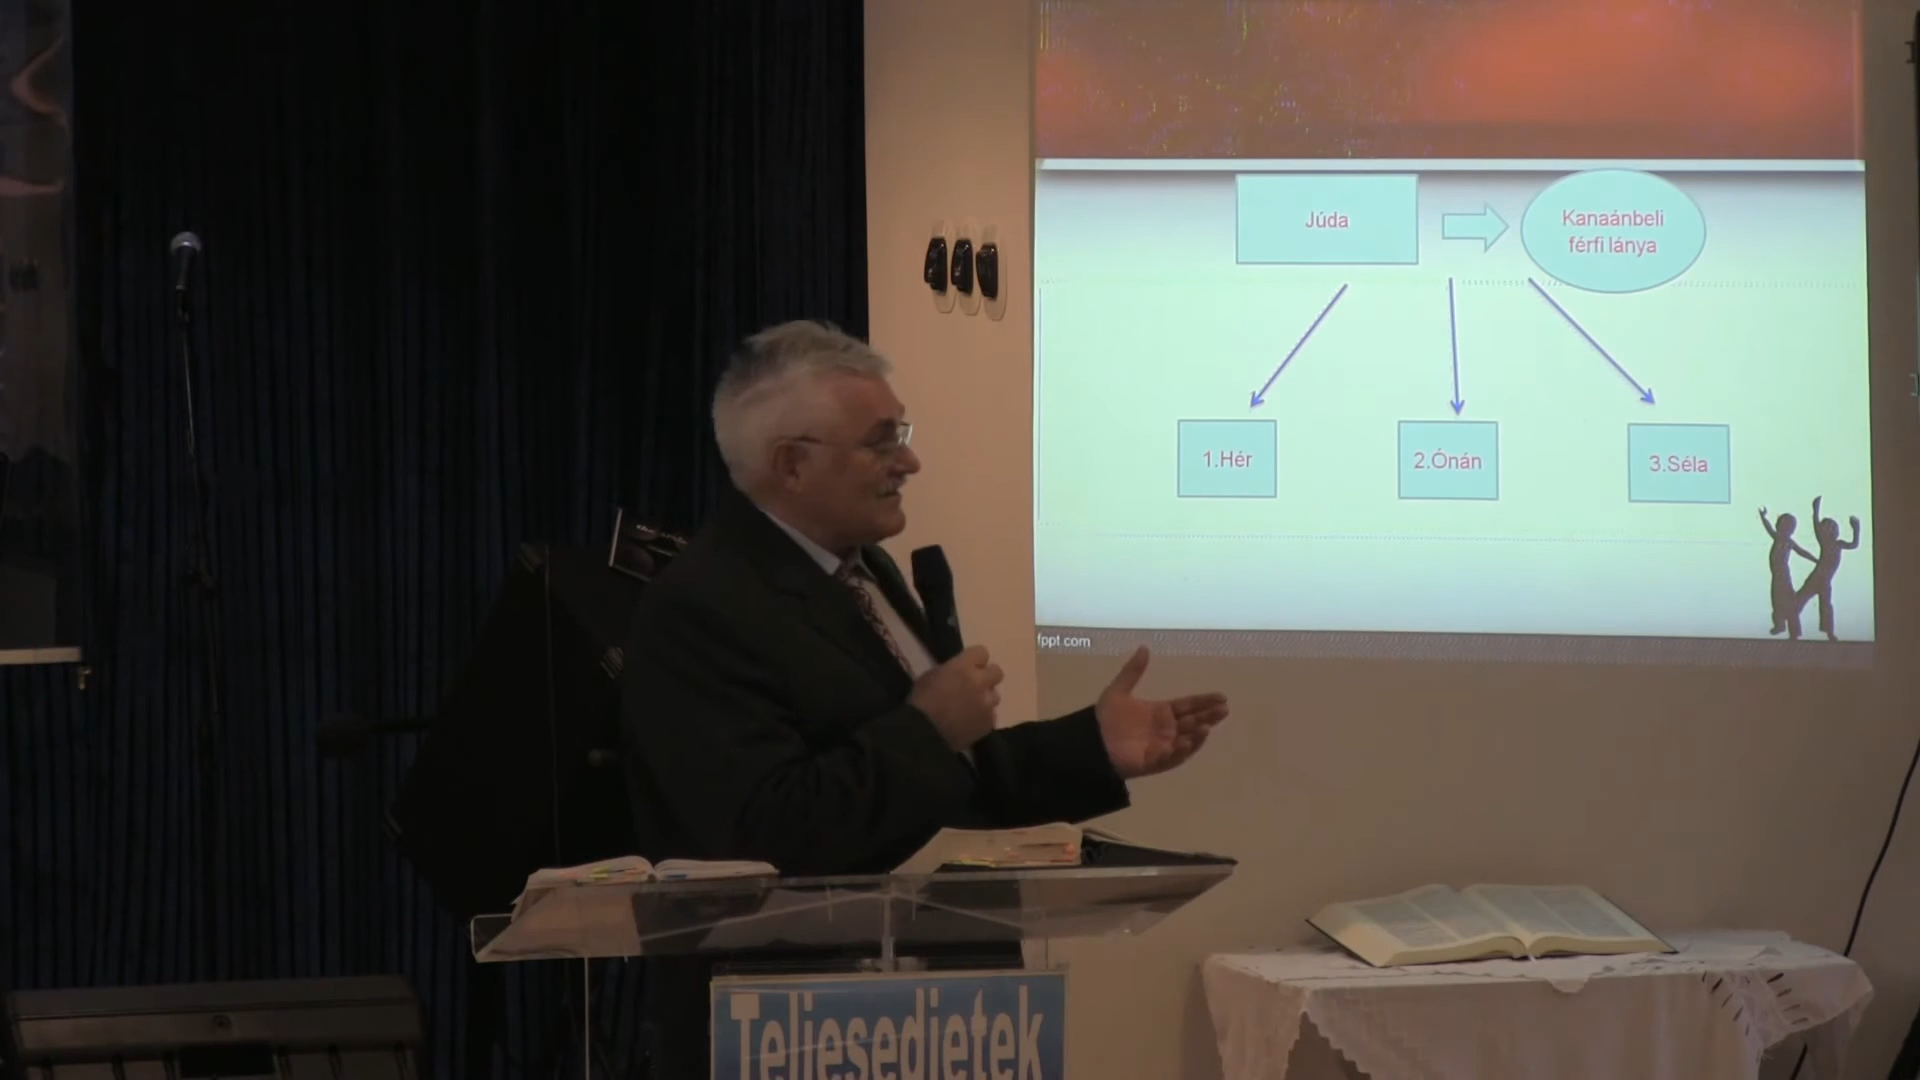 Júda
Kanaánbeli
férfi lánya
1.Hér
2.Ónán
3.Séla
fppt.com
Teljesedjetek